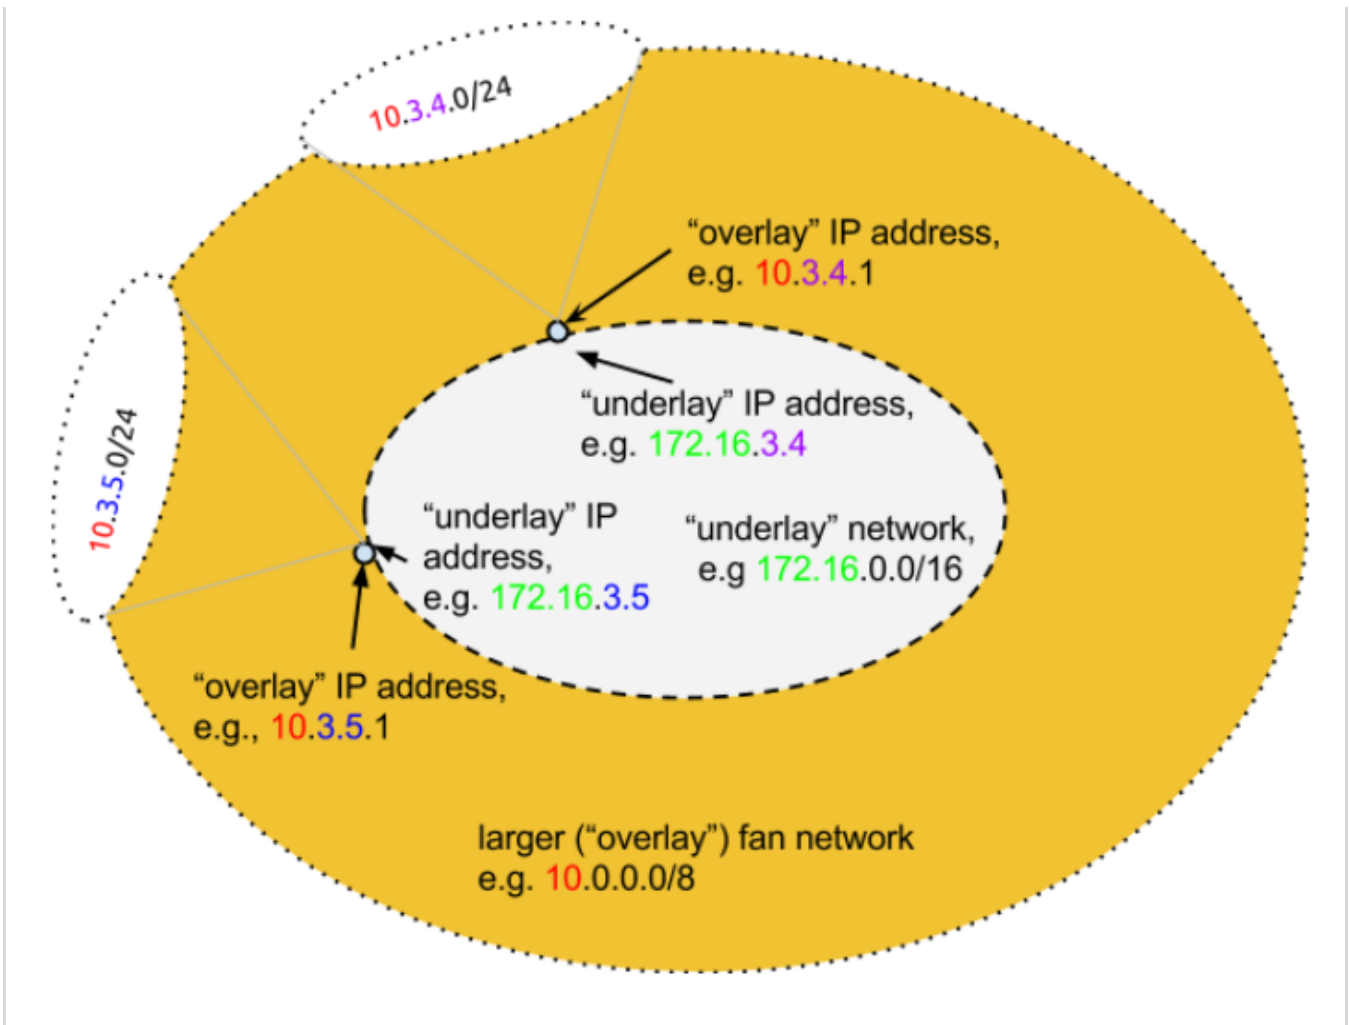 10.3.4.0/24
“overlay” IP address,
e.g. 10.3.4.1
“underlay” IP address,
e.g. 172.16.3.4
10.3.5.0/24
“underlay” IP
address,
e.g. 172.16.3.5
“underlay” network,
e.g 172.16.0.0/16
“overlay” IP address,
e.g., 10.3.5.1
larger (“overlay”) fan network
e.g. 10.0.0.0/8